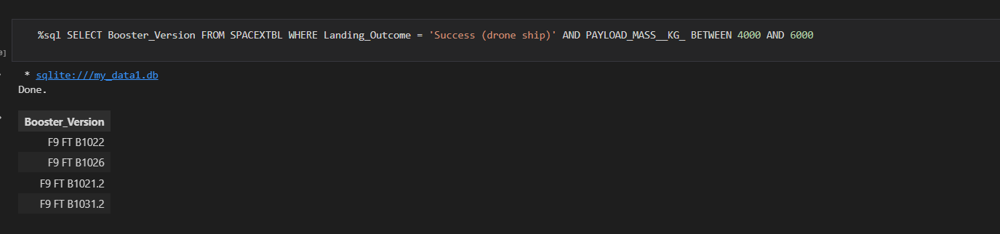 %sql SELECT Booster_Version FROM SPACEXTBL WHERE Landing_Outcome = 'Success (drone ship)' AND PAYLOAD_MASS__KG_ BETWEEN 4000 AND 6000
* sqlite:///my_data1.db
Done.
Booster_Version
F9 FT B1022
F9 FT B1026
F9 FT B1021.2
F9 FT B1031.2